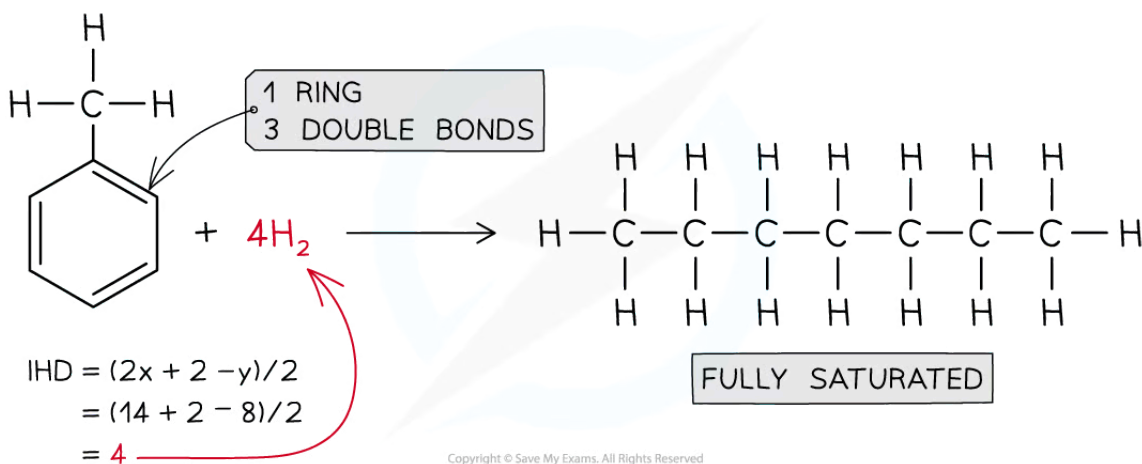 H
H—C—H
1 RING
3 DOUBLE BONDS
+ 4H₂
H H H H H H H
H—C—C—C—C—C—C—C—H
H H H H H H H
IHD = (2x + 2 −y)/2
= (14 + 2 − 8)/2
= 4
FULLY SATURATED
Copyright © Save My Exams. All Rights Reserved